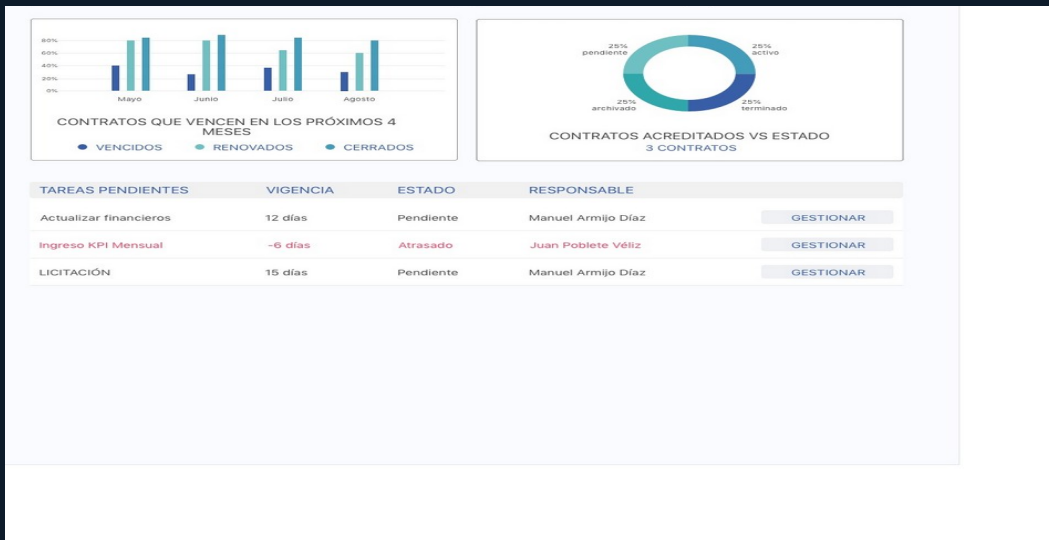 80%
60%
40%
20%
0%
Mayo Junio Julio Agosto
CONTRATOS QUE VENCEN EN LOS PRÓXIMOS 4
MESES
VENCIDOS RENOVADOS CERRADOS
25%
pendiente
25%
activo
25%
archivado
25%
terminado
CONTRATOS ACREDITADOS VS ESTADO
3 CONTRATOS
TAREAS PENDIENTES VIGENCIA ESTADO RESPONSABLE
Actualizar financieros 12 días Pendiente Manuel Armijo Díaz GESTIONAR
Ingreso KPI Mensual -6 días Atrasado Juan Poblete Véliz GESTIONAR
LICITACIÓN 15 días Pendiente Manuel Armijo Díaz GESTIONAR